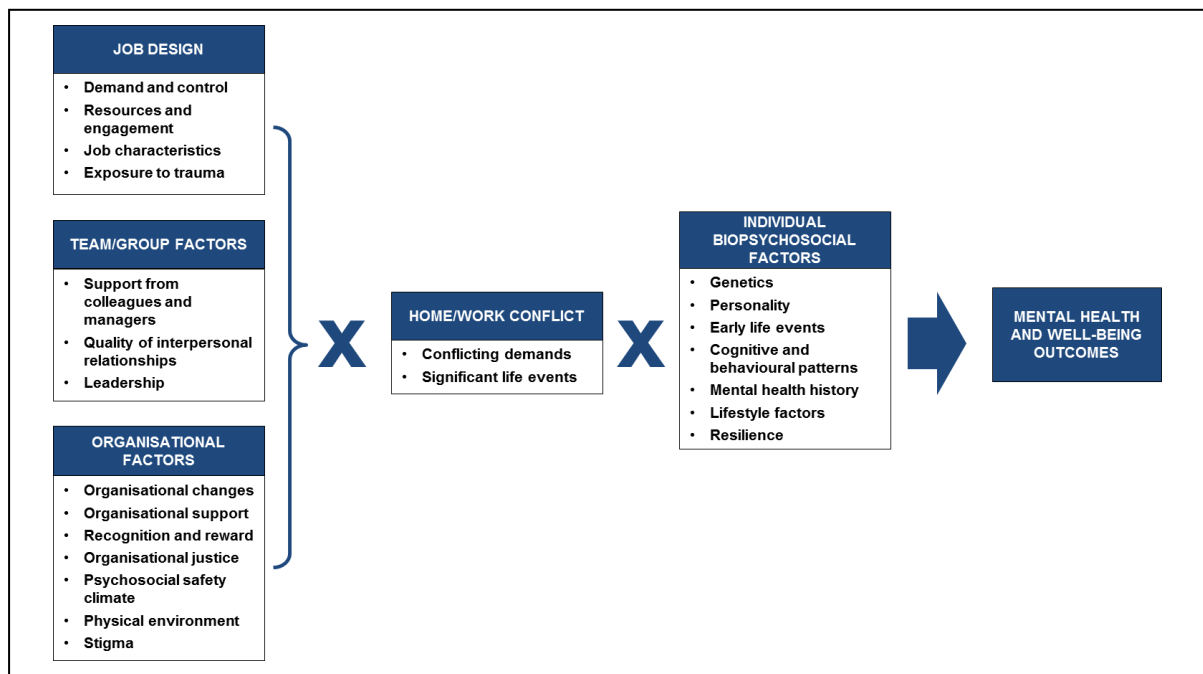 JOB DESIGN
• Demand and control
• Resources and
engagement
• Job characteristics
• Exposure to trauma
TEAM/GROUP FACTORS
• Support from
colleagues and
managers
• Quality of interpersonal
relationships
• Leadership
ORGANISATIONAL
FACTORS
• Organisational changes
• Organisational support
• Recognition and reward
• Organisational justice
• Psychosocial safety
climate
• Physical environment
• Stigma
X
HOME/WORK CONFLICT
• Conflicting demands
• Significant life events
X
INDIVIDUAL
BIOPSYCHOSOCIAL
FACTORS
• Genetics
• Personality
• Early life events
• Cognitive and
behavioural patterns
• Mental health history
• Lifestyle factors
• Resilience
MENTAL HEALTH
AND WELL-BEING
OUTCOMES